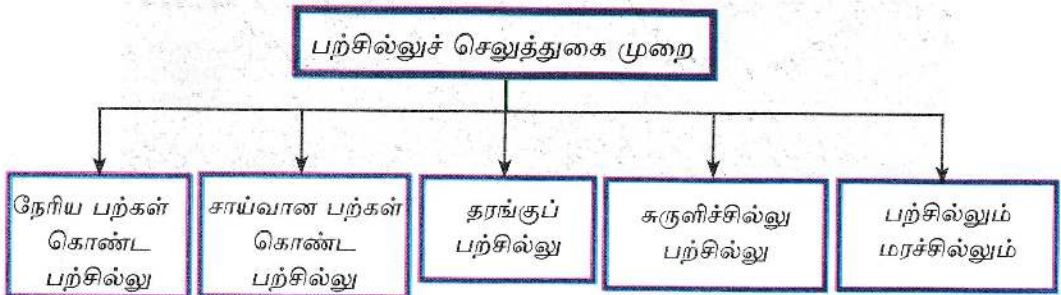 பற்சில்லுச் செலுத்துகை முறை
நேரிய பற்கள்
கொண்ட
பற்சில்லு
சாய்வான பற்கள்
கொண்ட
பற்சில்லு
தரங்குப்
பற்சில்லு
சுருளிச்சில்லு
பற்சில்லு
பற்சில்லும்
மரச்சில்லும்